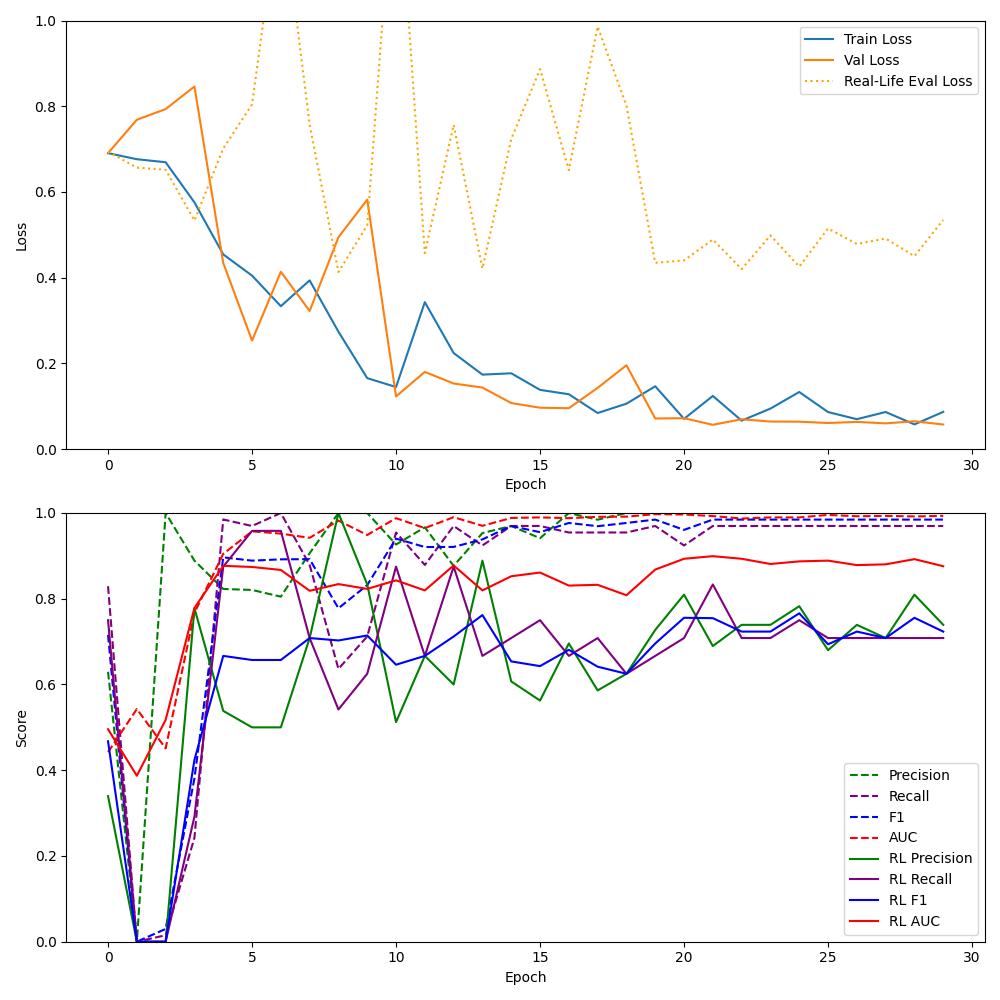 1.0
0.8
0.6
0.4
0.2
0.0
Loss
Train Loss
Val Loss
Real-Life Eval Loss
0 5 10 15 20 25 30
Epoch
1.0
0.8
0.6
0.4
0.2
0.0
Score
Precision
Recall
F1
AUC
RL Precision
RL Recall
RL F1
RL AUC
0 5 10 15 20 25 30
Epoch